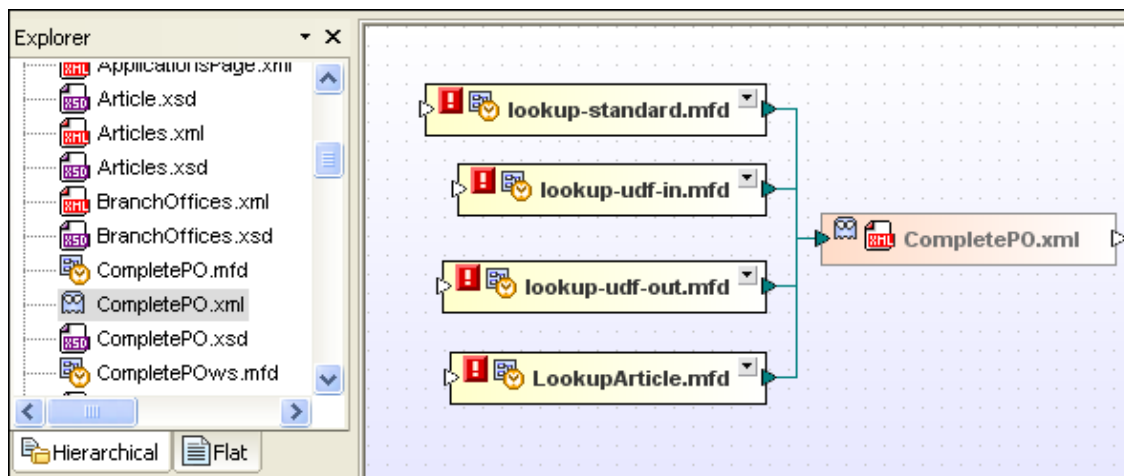 Explorer
ApplicationsPage.xml
Article.xsd
Articles.xml
Articles.xsd
BranchOffices.xml
BranchOffices.xsd
CompletePO.mfd
CompletePO.xml
CompletePO.xsd
CompletePOws.mfd
Hierarchical
Flat
lookup-standard.mfd
lookup-udf-in.mfd
lookup-udf-out.mfd
LookupArticle.mfd
CompletePO.xml